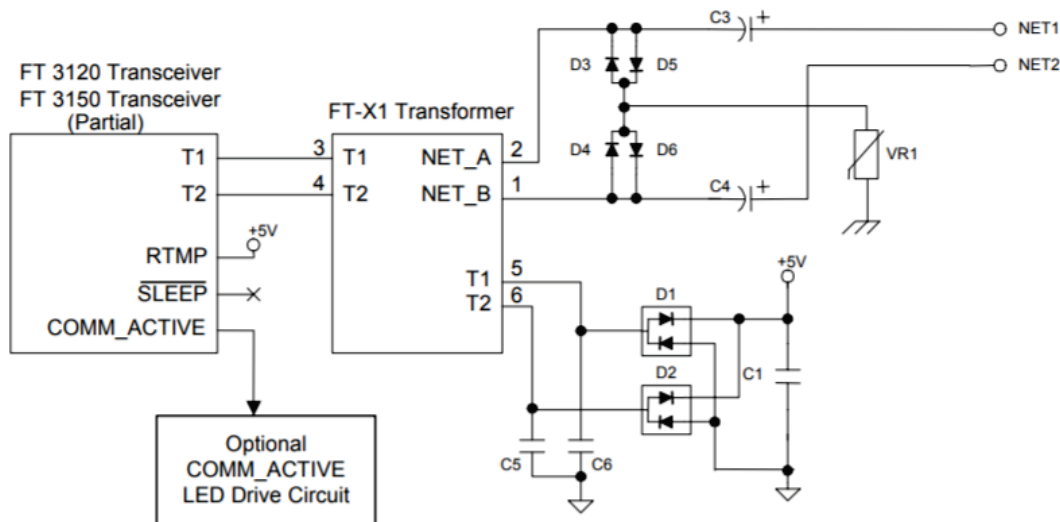 FT 3120 Transceiver
FT 3150 Transceiver
(Partial)
T1
T2
RTMP
+5V
SLEEP
COMM_ACTIVE
Optional
COMM_ACTIVE
LED Drive Circuit
FT-X1 Transformer
3
T1
4
T2
NET_A
2
NET_B
1
T1
5
T2
6
C3
+
NET1
NET2
D3
D5
D4
D6
VR1
C4
+
+5V
D1
D2
C1
C5
C6